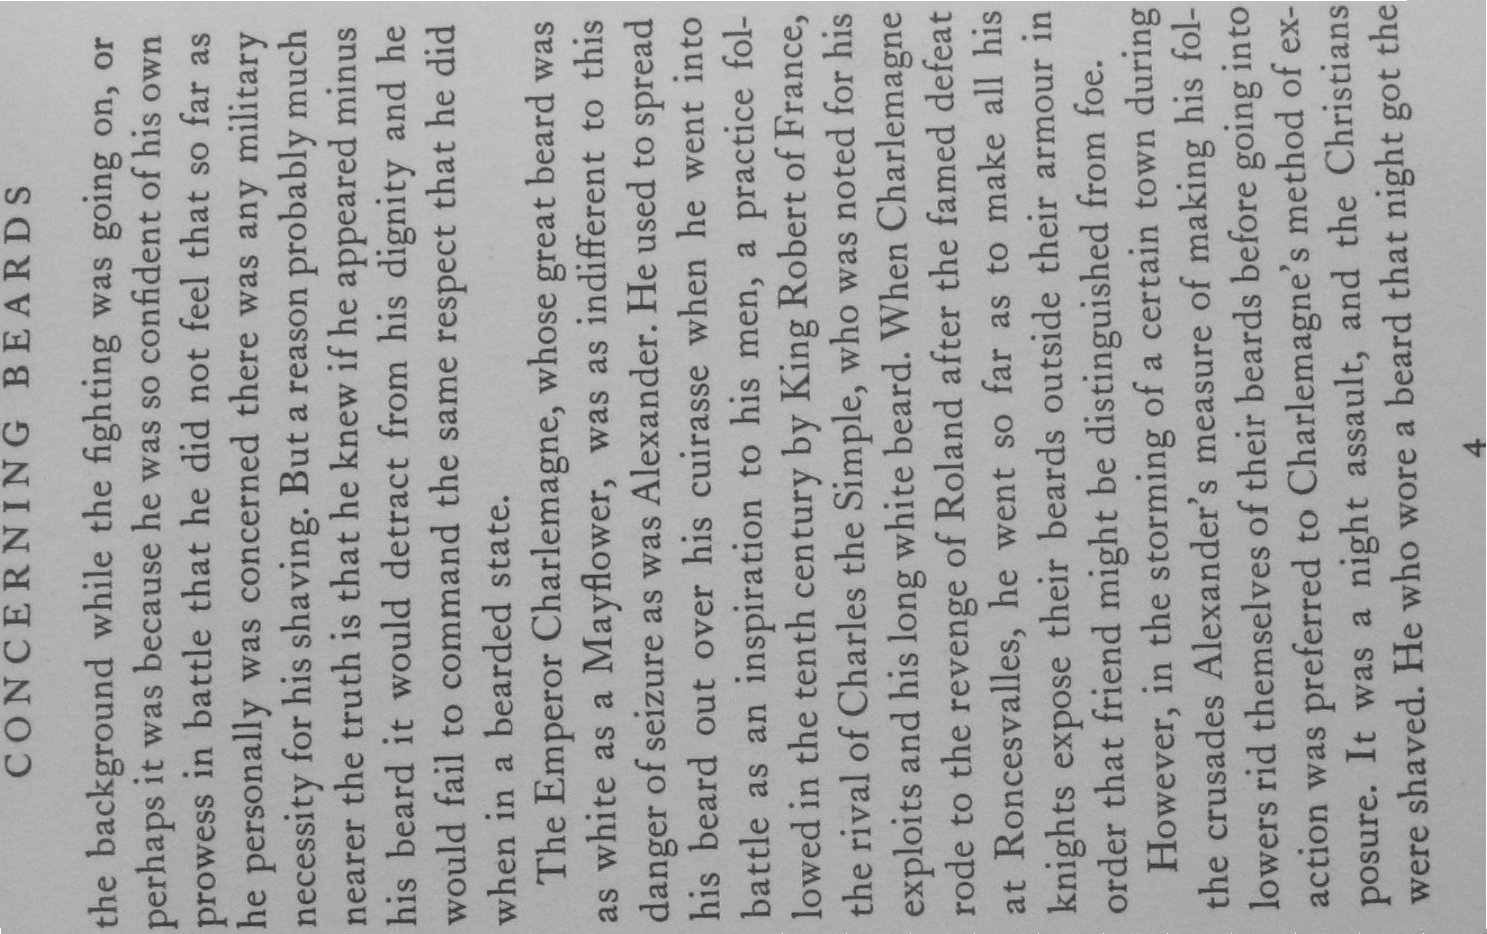 CONCERNING BEARDS
the background while the fighting was going on, or
perhaps it was because he was so confident of his own
prowess in battle that he did not feel that so far as
he personally was concerned there was any military
necessity for his shaving. But a reason probably much
nearer the truth is that he knew if he appeared minus
his beard it would detract from his dignity and he
would fail to command the same respect that he did
when in a bearded state.
The Emperor Charlemagne, whose great beard was
as white as a Mayflower, was as indifferent to this
danger of seizure as was Alexander. He used to spread
his beard out over his cuirasse when he went into
battle as an inspiration to his men, a practice fol-
lowed in the tenth century by King Robert of France,
the rival of Charles the Simple, who was noted for his
exploits and his long white beard. When Charlemagne
rode to the revenge of Roland after the famed defeat
at Roncesvalles, he went so far as to make all his
knights expose their beards outside their armour in
order that friend might be distinguished from foe.
However, in the storming of a certain town during
the crusades Alexander's measure of making his fol-
lowers rid themselves of their beards before going into
action was preferred to Charlemagne's method of ex-
posure. It was a night assault, and the Christians
were shaved. He who wore a beard that night got the
4